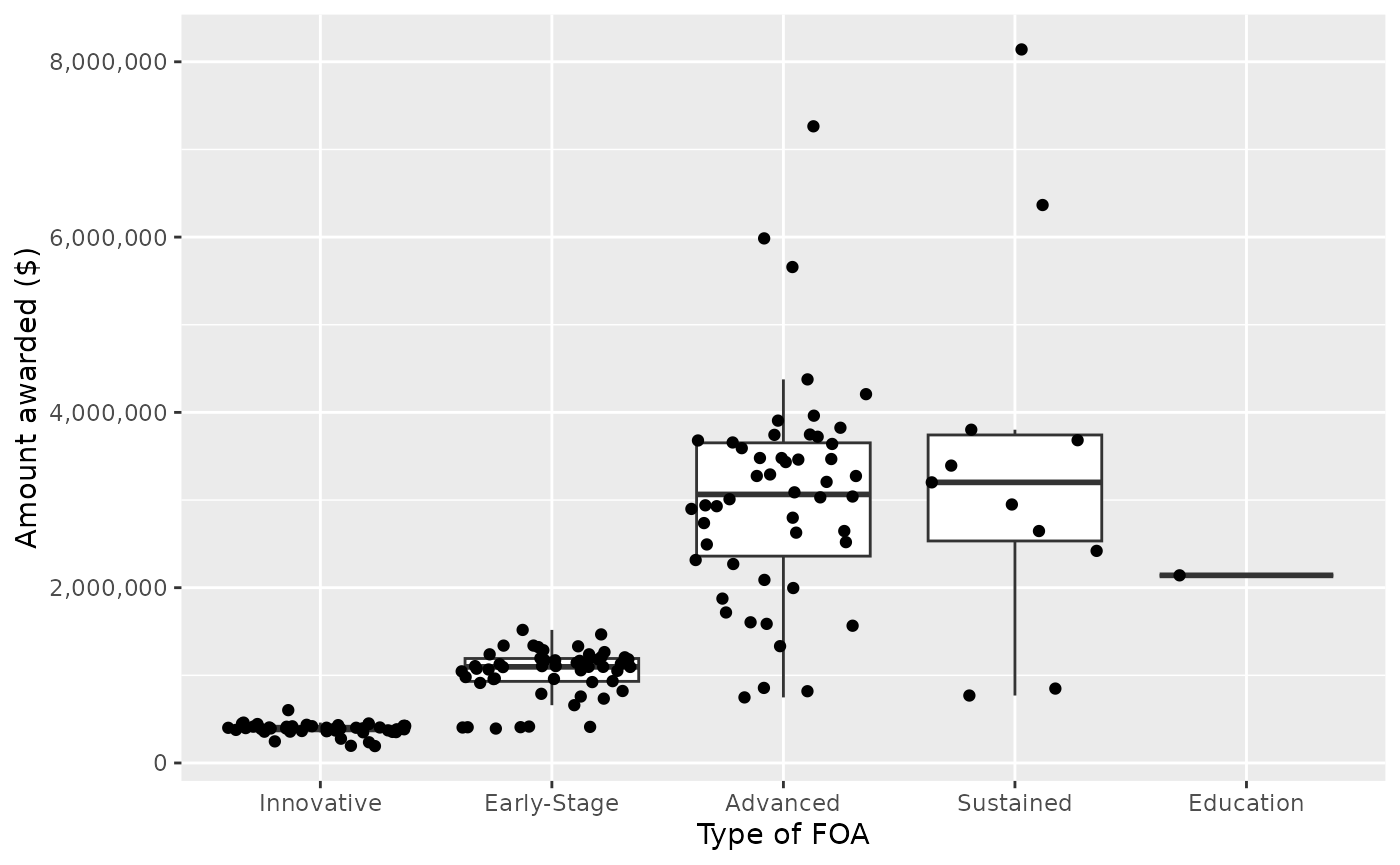 Amount awarded ($)
8,000,000
6,000,000
4,000,000
2,000,000
0
Innovative Early-Stage Advanced Sustained Education
Type of FOA